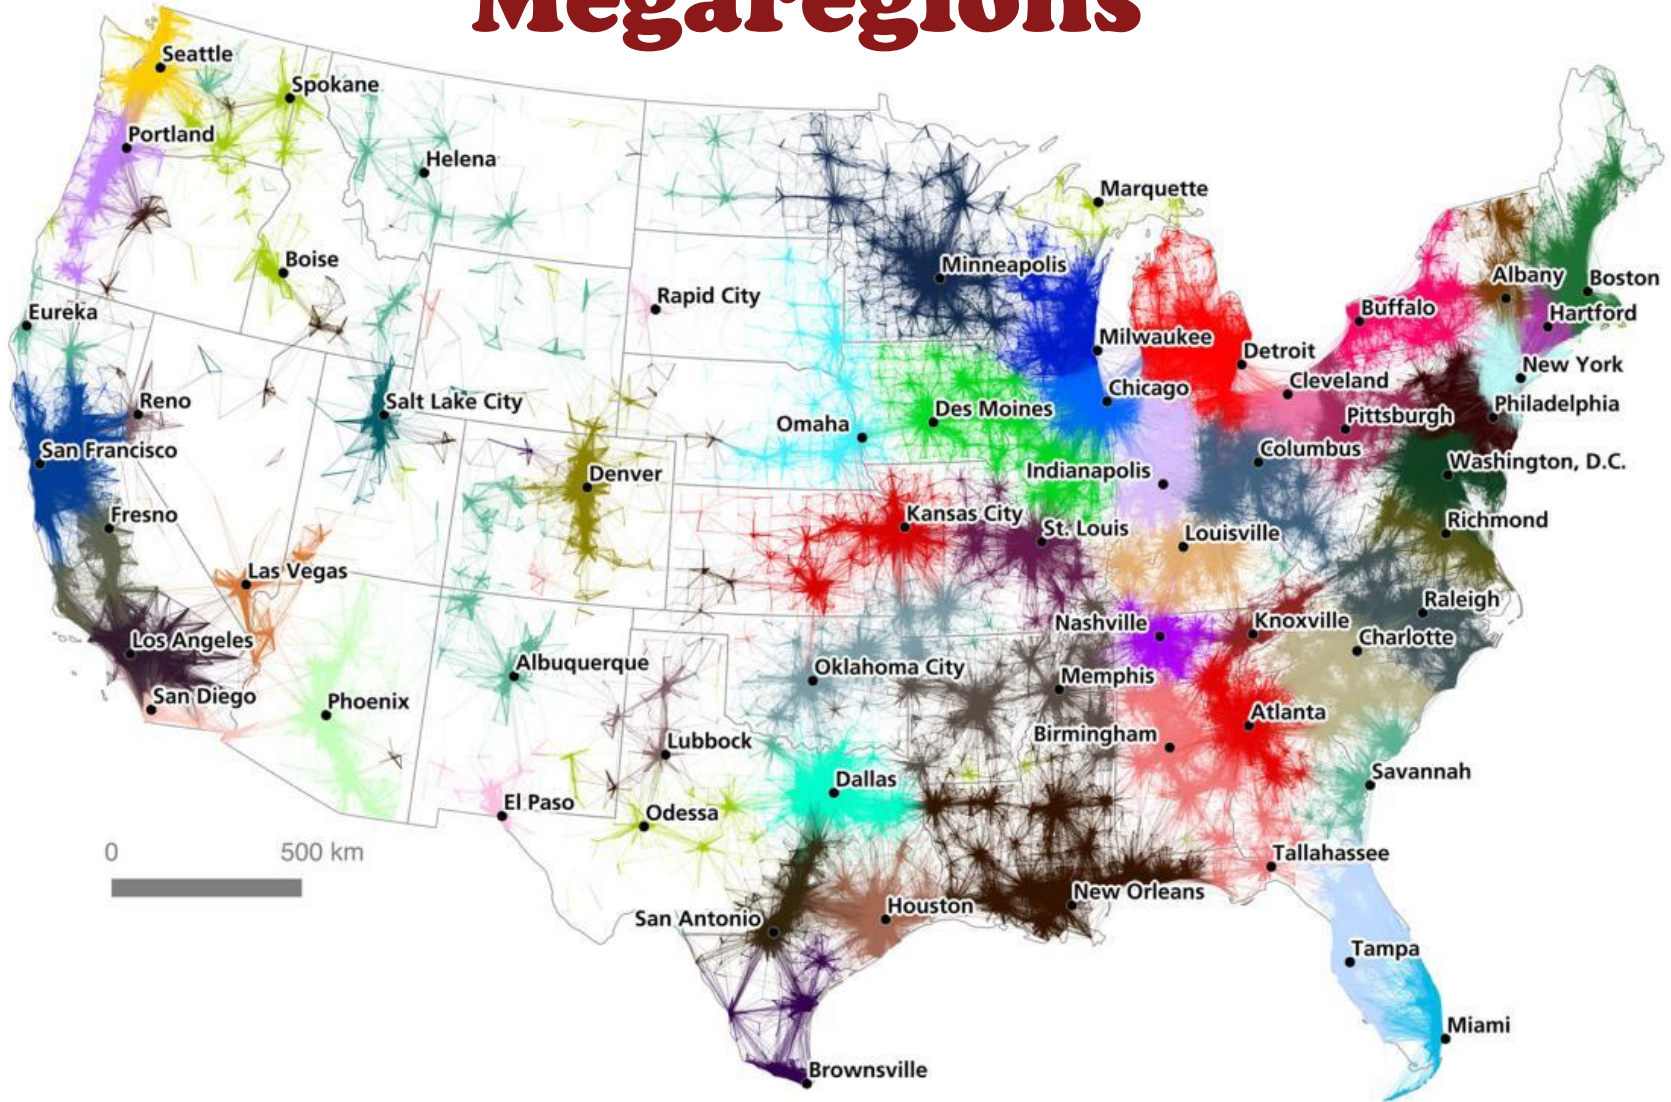 Megaregions
Seattle
Spokane
Portland
Helena
Marquette
Boise
Minneapolis
Albany
Boston
Rapid City
Buffalo
Hartford
Eureka
Milwaukee
Detroit
New York
Reno
Salt Lake City
Chicago
Cleveland
Philadelphia
Des Moines
Pittsburgh
Omaha
San Francisco
Columbus
Washington, D.C.
Denver
Indianapolis
Fresno
Kansas City
St. Louis
Richmond
Louisville
Las Vegas
Raleigh
Nashville
Knoxville
Los Angeles
Charlotte
Albuquerque
Oklahoma City
Memphis
San Diego
Phoenix
Atlanta
Birmingham
Lubbock
Savannah
Dallas
El Paso
Odessa
0 500 km
Tallahassee
New Orleans
Houston
San Antonio
Tampa
Miami
Brownsville